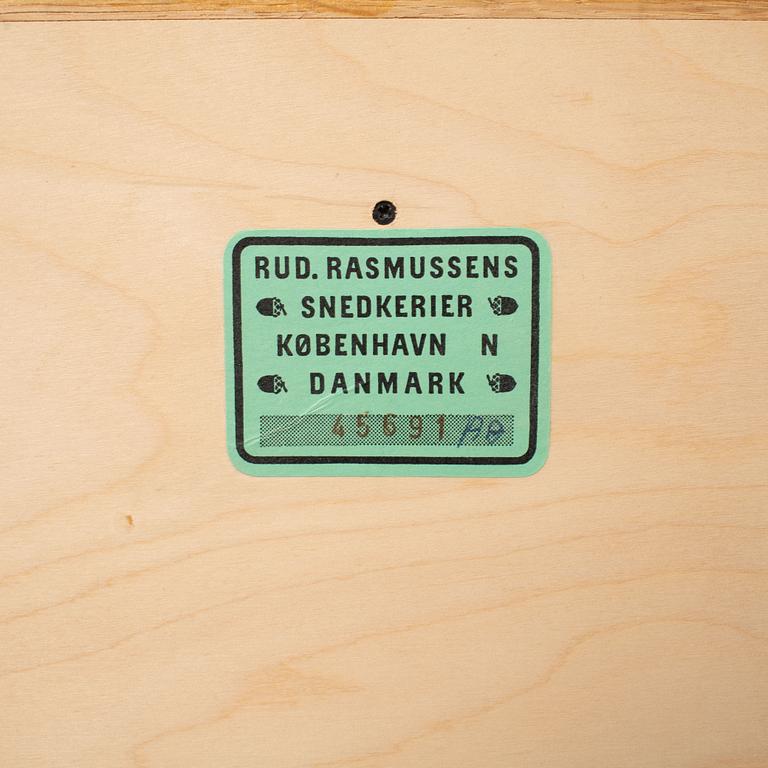 RUD. RASMUSSENS
SNEDKERIER
KØBENHAVN N
DANMARK
45691